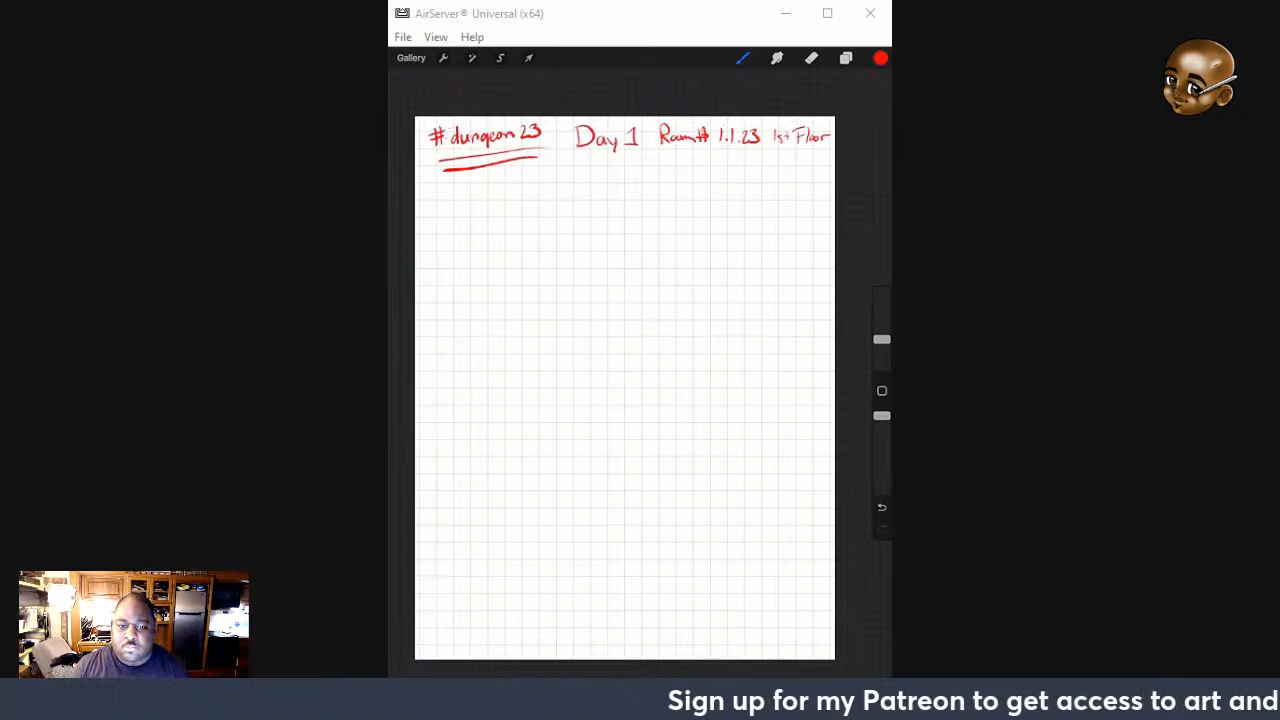 AirServer® Universal (x64)
File View Help
Gallery
#dungeon23 Day 1 Room# 1.1.23 1st Floor
Sign up for my Patreon to get access to art and